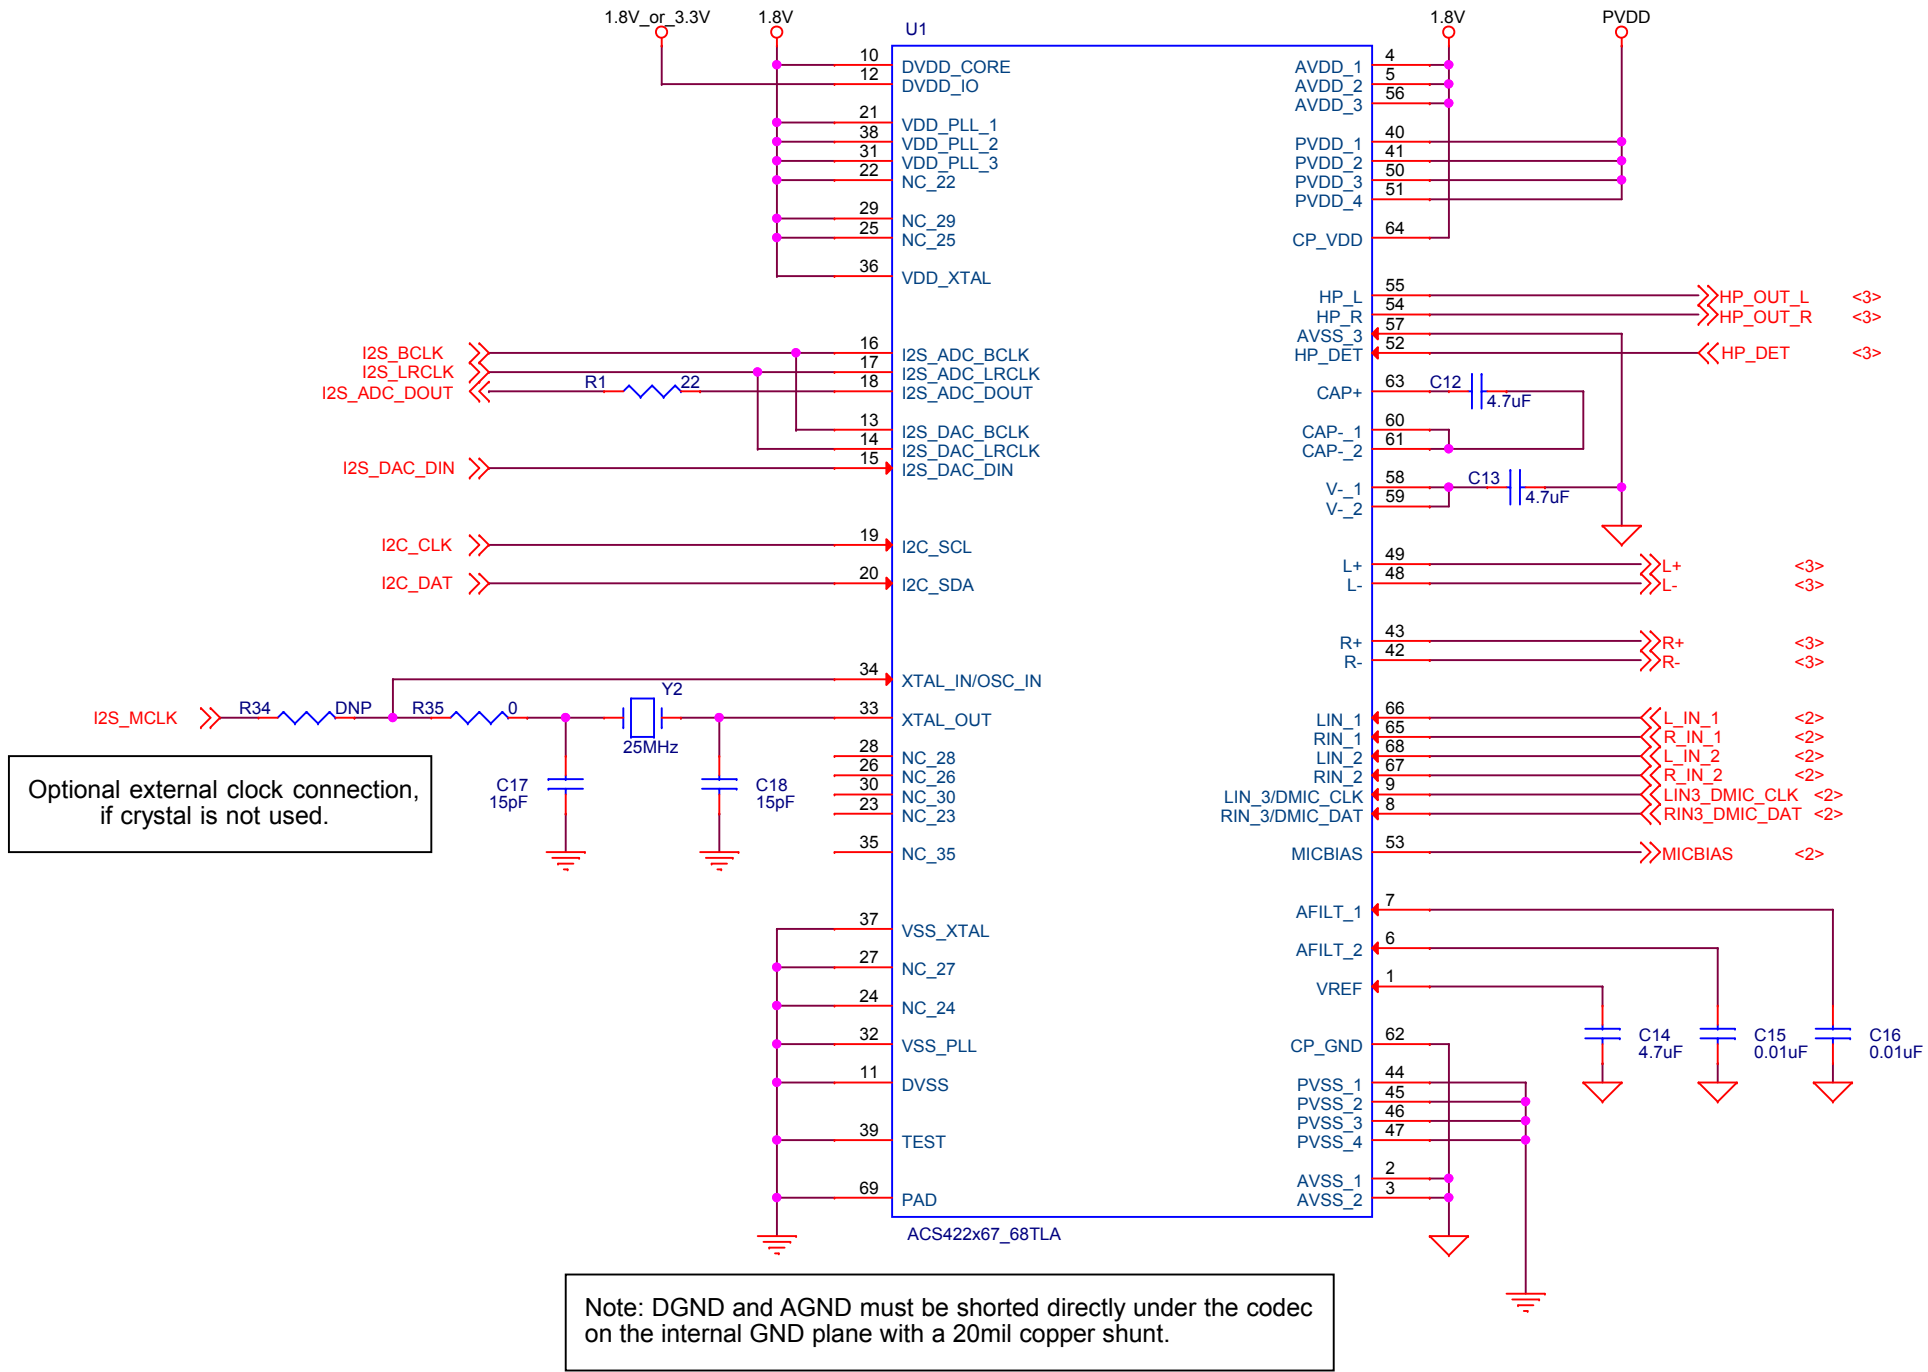 1.8V_or_3.3V
1.8V
U1
1.8V
PVDD
10 DVDD_CORE
12 DVDD_IO
21 VDD_PLL_1
38 VDD_PLL_2
31 VDD_PLL_3
22 NC_22
29 NC_29
25 NC_25
36 VDD_XTAL
I2S_BCLK 16 I2S_ADC_BCLK
I2S_LRCLK 17 I2S_ADC_LRCLK
I2S_ADC_DOUT R1 22 18 I2S_ADC_DOUT
13 I2S_DAC_BCLK
14 I2S_DAC_LRCLK
I2S_DAC_DIN 15 I2S_DAC_DIN
I2C_CLK 19 I2C_SCL
I2C_DAT 20 I2C_SDA
34 XTAL_IN/OSC_IN
I2S_MCLK R34 DNP R35 0 Y2 33 XTAL_OUT
25MHz
28 NC_28
26 NC_26
30 NC_30
23 NC_23
35 NC_35
C17
15pF
C18
15pF
Optional external clock connection,
if crystal is not used.
37 VSS_XTAL
27 NC_27
24 NC_24
32 VSS_PLL
11 DVSS
39 TEST
69 PAD
AVDD_1 4
AVDD_2 5
AVDD_3 56
PVDD_1 40
PVDD_2 41
PVDD_3 50
PVDD_4 51
CP_VDD 64
HP_L 55 HP_OUT_L <3>
HP_R 54 HP_OUT_R <3>
AVSS_3 57
HP_DET 52 HP_DET <3>
CAP+ 63 C12
4.7uF
CAP-_1 60
CAP-_2 61
V-_1 58 C13
4.7uF
V-_2 59
L+ 49 L+ <3>
L- 48 L- <3>
R+ 43 R+ <3>
R- 42 R- <3>
LIN_1 66 L_IN_1 <2>
RIN_1 65 R_IN_1 <2>
LIN_2 68 L_IN_2 <2>
RIN_2 67 R_IN_2 <2>
LIN_3/DMIC_CLK 9 LIN3_DMIC_CLK <2>
RIN_3/DMIC_DAT 8 RIN3_DMIC_DAT <2>
MICBIAS 53 MICBIAS <2>
AFILT_1 7
AFILT_2 6
VREF 1
C14
4.7uF
C15
0.01uF
C16
0.01uF
CP_GND 62
PVSS_1 44
PVSS_2 45
PVSS_3 46
PVSS_4 47
AVSS_1 2
AVSS_2 3
ACS422x67_68TLA
Note: DGND and AGND must be shorted directly under the codec
on the internal GND plane with a 20mil copper shunt.